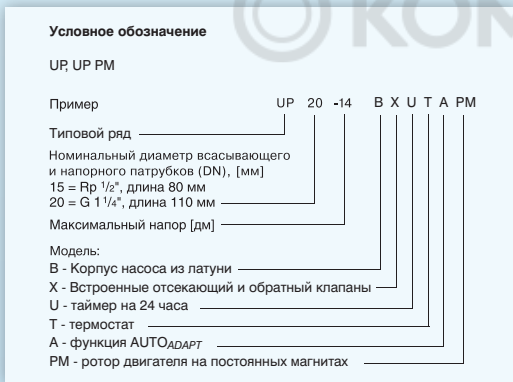 KOM
Условное обозначение
UP, UP PM
Пример UP 20 -14 B X U T A PM
Типовой ряд
Номинальный диаметр всасывающего
и напорного патрубков (DN), [мм]
15 = Rp 1/2", длина 80 мм
20 = G 1 1/4", длина 110 мм
Максимальный напор [дм]
Модель:
B - Корпус насоса из латуни
X - Встроенные отсекающий и обратный клапаны
U - таймер на 24 часа
T - термостат
A - функция AUTOADAPT
PM - ротор двигателя на постоянных магнитах